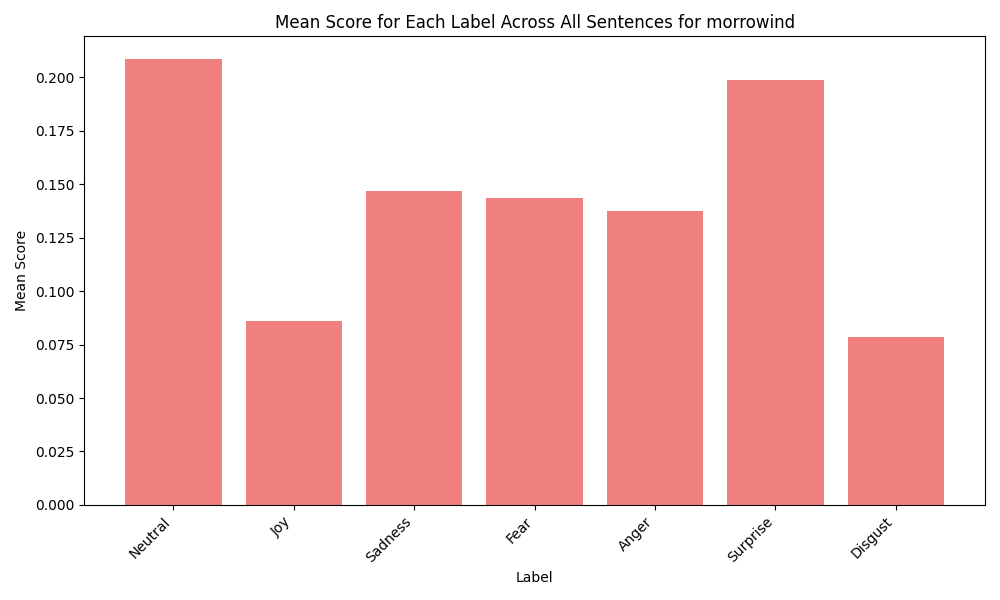 Mean Score for Each Label Across All Sentences for morrowind
Mean Score
0.200
0.175
0.150
0.125
0.100
0.075
0.050
0.025
0.000
Neutral
Joy
Sadness
Fear
Anger
Surprise
Disgust
Label